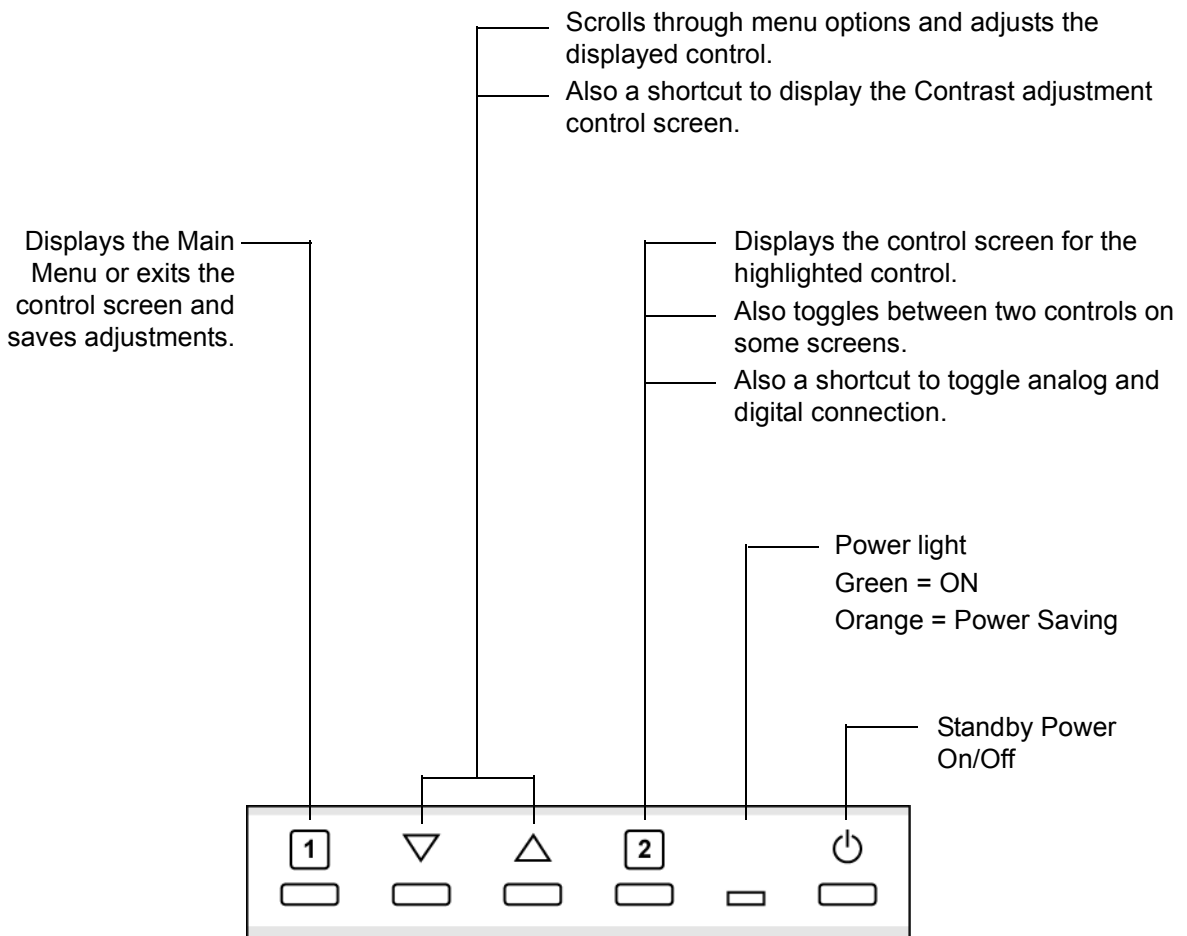 Scrolls through menu options and adjusts the
displayed control.
Also a shortcut to display the Contrast adjustment
control screen.
Displays the Main
Menu or exits the
control screen and
saves adjustments.
Displays the control screen for the
highlighted control.
Also toggles between two controls on
some screens.
Also a shortcut to toggle analog and
digital connection.
Power light
Green = ON
Orange = Power Saving
Standby Power
On/Off
1
2